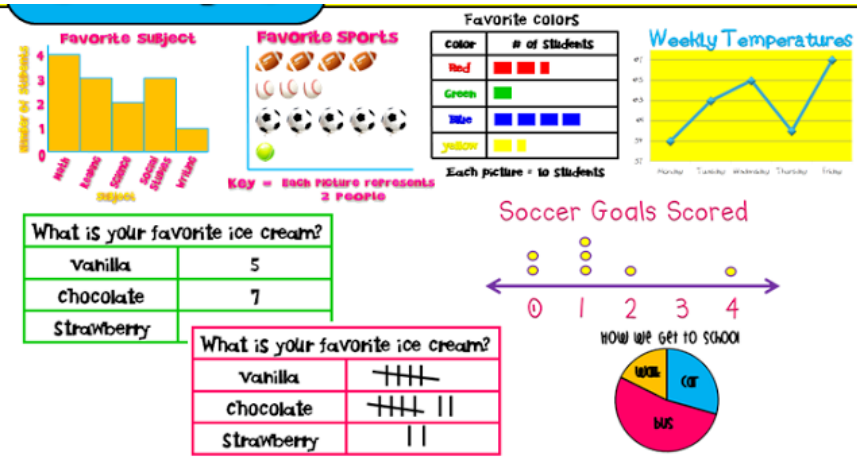 Favorite Subject
Number of Students
4
3
2
1
0
Math
Reading
Science
Social Studies
Writing
Subject
Favorite Sports
Key = Each picture represents
2 people
Favorite Colors
Color # of Students
Red
Green
Blue
Yellow
Each picture = 10 students
Weekly Temperatures
Monday Tuesday Wednesday Thursday Friday
What is your favorite ice cream?
vanilla 5
chocolate 7
strawberry
What is your favorite ice cream?
vanilla
chocolate
strawberry
Soccer Goals Scored
0 1 2 3 4
How we get to school
walk
car
bus